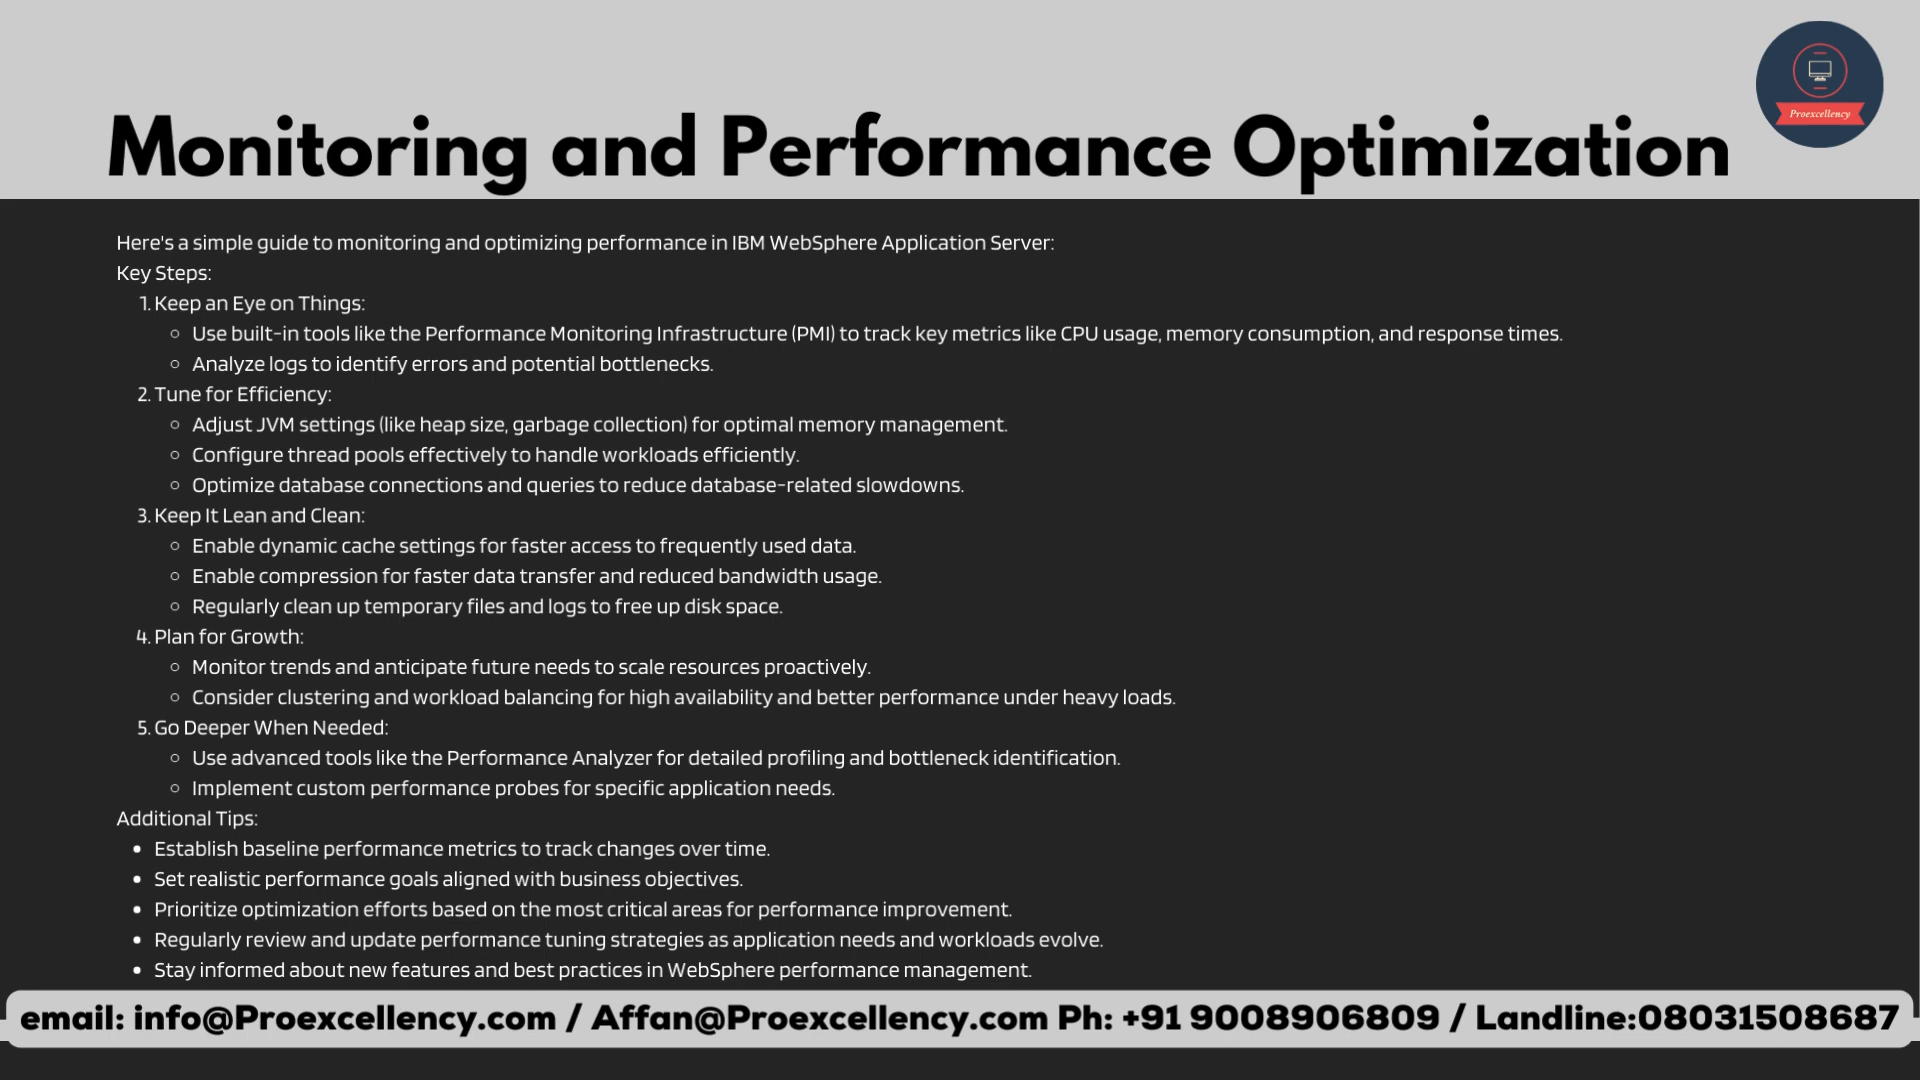 Proexcellency
Monitoring and Performance Optimization
Here's a simple guide to monitoring and optimizing performance in IBM WebSphere Application Server:
Key Steps:
1. Keep an Eye on Things:
○ Use built-in tools like the Performance Monitoring Infrastructure (PMI) to track key metrics like CPU usage, memory consumption, and response times.
○ Analyze logs to identify errors and potential bottlenecks.
2. Tune for Efficiency:
○ Adjust JVM settings (like heap size, garbage collection) for optimal memory management.
○ Configure thread pools effectively to handle workloads efficiently.
○ Optimize database connections and queries to reduce database-related slowdowns.
3. Keep It Lean and Clean:
○ Enable dynamic cache settings for faster access to frequently used data.
○ Enable compression for faster data transfer and reduced bandwidth usage.
○ Regularly clean up temporary files and logs to free up disk space.
4. Plan for Growth:
○ Monitor trends and anticipate future needs to scale resources proactively.
○ Consider clustering and workload balancing for high availability and better performance under heavy loads.
5. Go Deeper When Needed:
○ Use advanced tools like the Performance Analyzer for detailed profiling and bottleneck identification.
○ Implement custom performance probes for specific application needs.
Additional Tips:
• Establish baseline performance metrics to track changes over time.
• Set realistic performance goals aligned with business objectives.
• Prioritize optimization efforts based on the most critical areas for performance improvement.
• Regularly review and update performance tuning strategies as application needs and workloads evolve.
• Stay informed about new features and best practices in WebSphere performance management.
email: info@Proexcellency.com / Affan@Proexcellency.com Ph: +91 9008906809 / Landline:08031508687